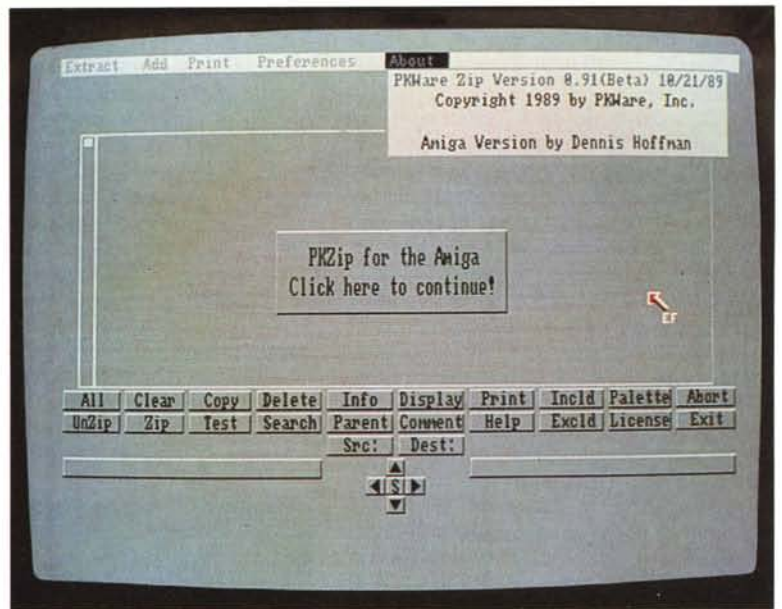 Extract Add Print Preferences About
PKWare Zip Version 0.91(Beta) 10/21/89
Copyright 1989 by PKWare, Inc.
Amiga Version by Dennis Hoffman
PKZip for the Amiga
Click here to continue!
All Clear Copy Delete Info Display Print Incld Palette Abort
UnZip Zip Test Search Parent Comment Help Excld License Exit
Src: Dest:
S